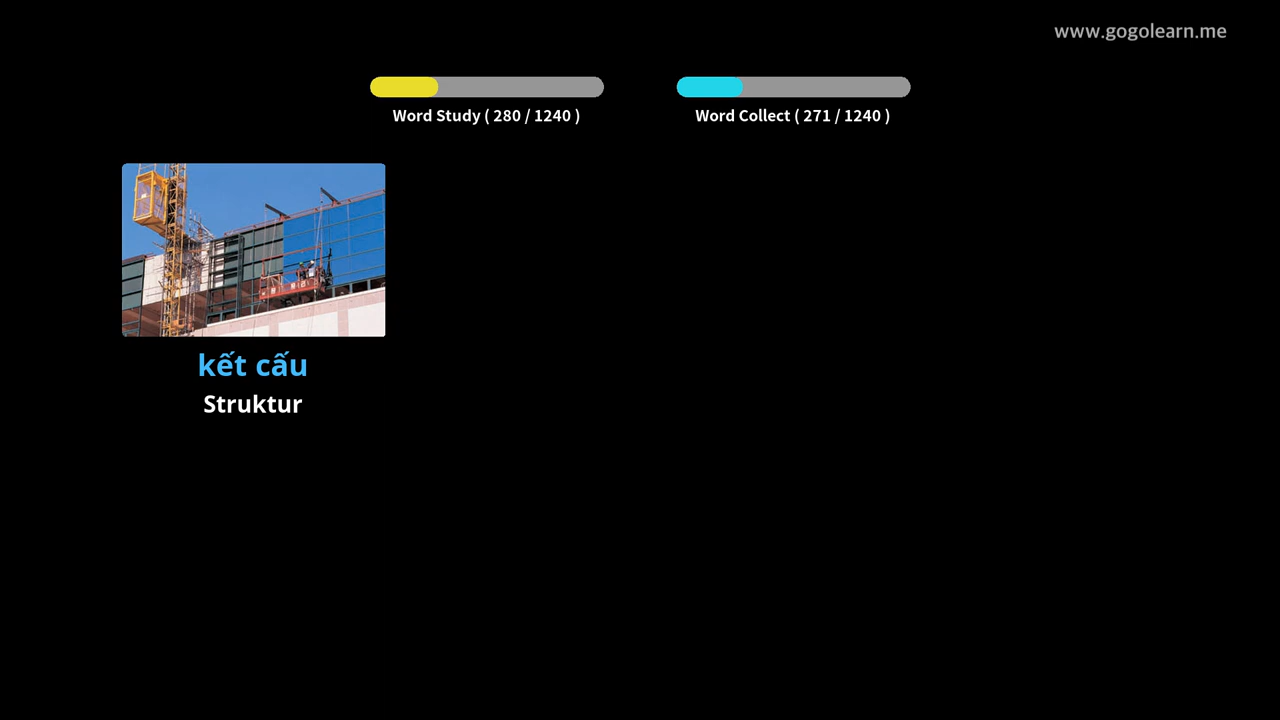 www.gogolearn.me
Word Study ( 280 / 1240 )
Word Collect ( 271 / 1240 )
kết cấu
Struktur